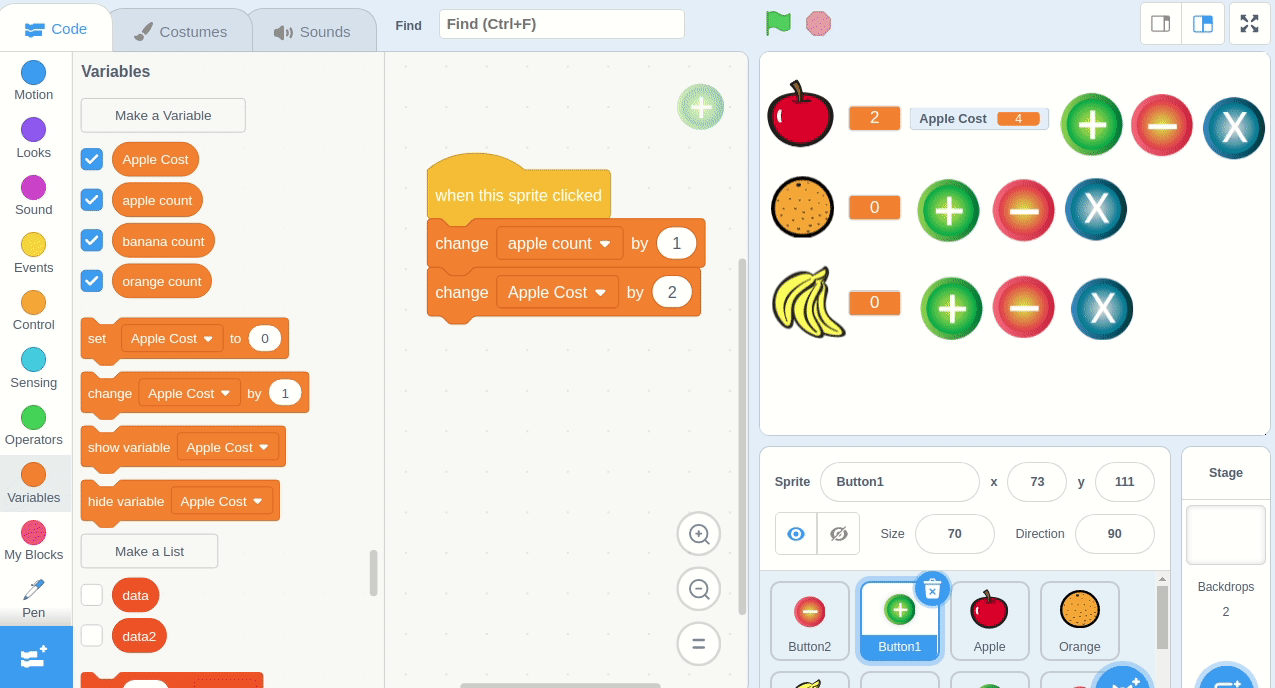 Code
Costumes
Sounds
Find
Find (Ctrl+F)
Motion
Looks
Sound
Events
Control
Sensing
Operators
Variables
My Blocks
Pen
Variables
Make a Variable
Apple Cost
apple count
banana count
orange count
set Apple Cost to 0
change Apple Cost by 1
show variable Apple Cost
hide variable Apple Cost
Make a List
data
data2
when this sprite clicked
change apple count by 1
change Apple Cost by 2
2 Apple Cost 4 X
0 X
0 X
Sprite Button1 x 73 y 111
Size 70 Direction 90
Button2
Button1
Apple
Orange
Stage
Backdrops
2